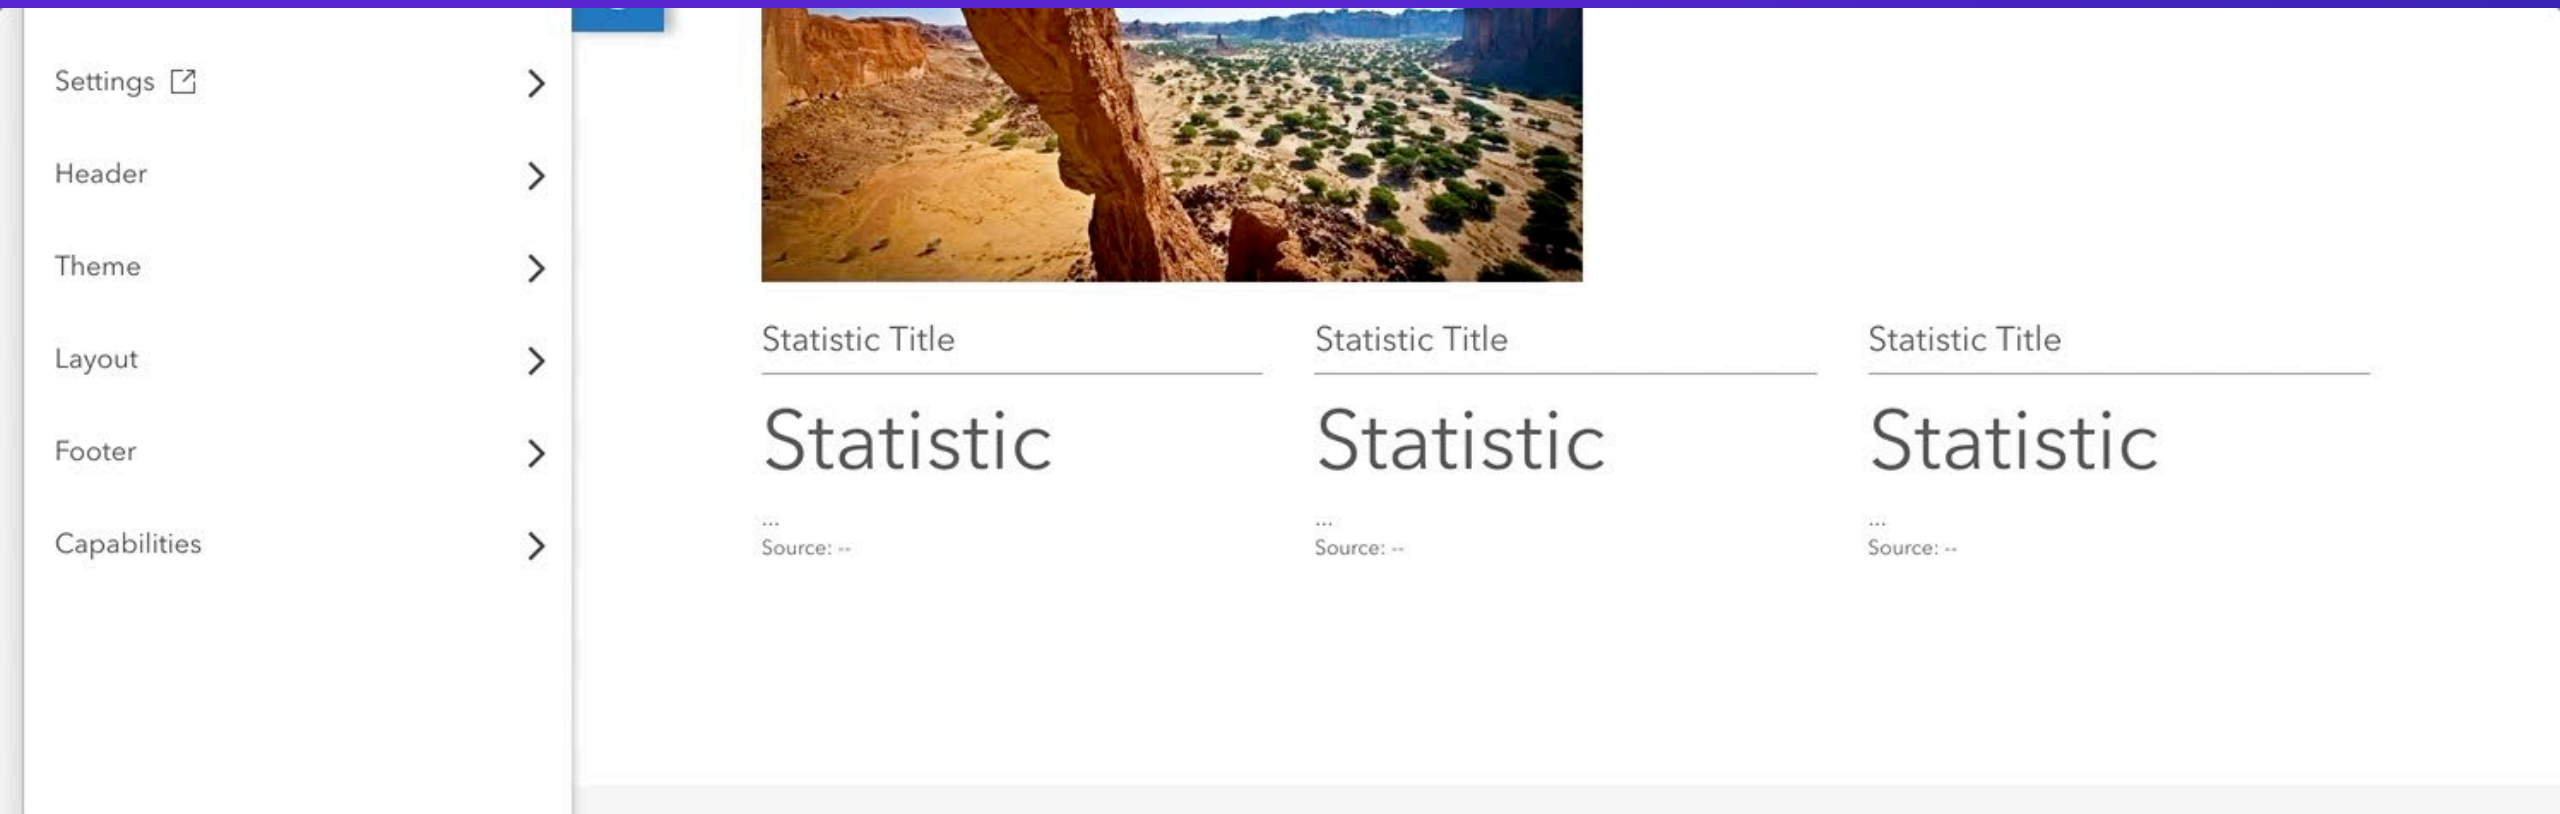 Settings
Header
Theme
Layout
Footer
Capabilities
Statistic Title
Statistic
...
Source: --
Statistic Title
Statistic
...
Source: --
Statistic Title
Statistic
...
Source: --